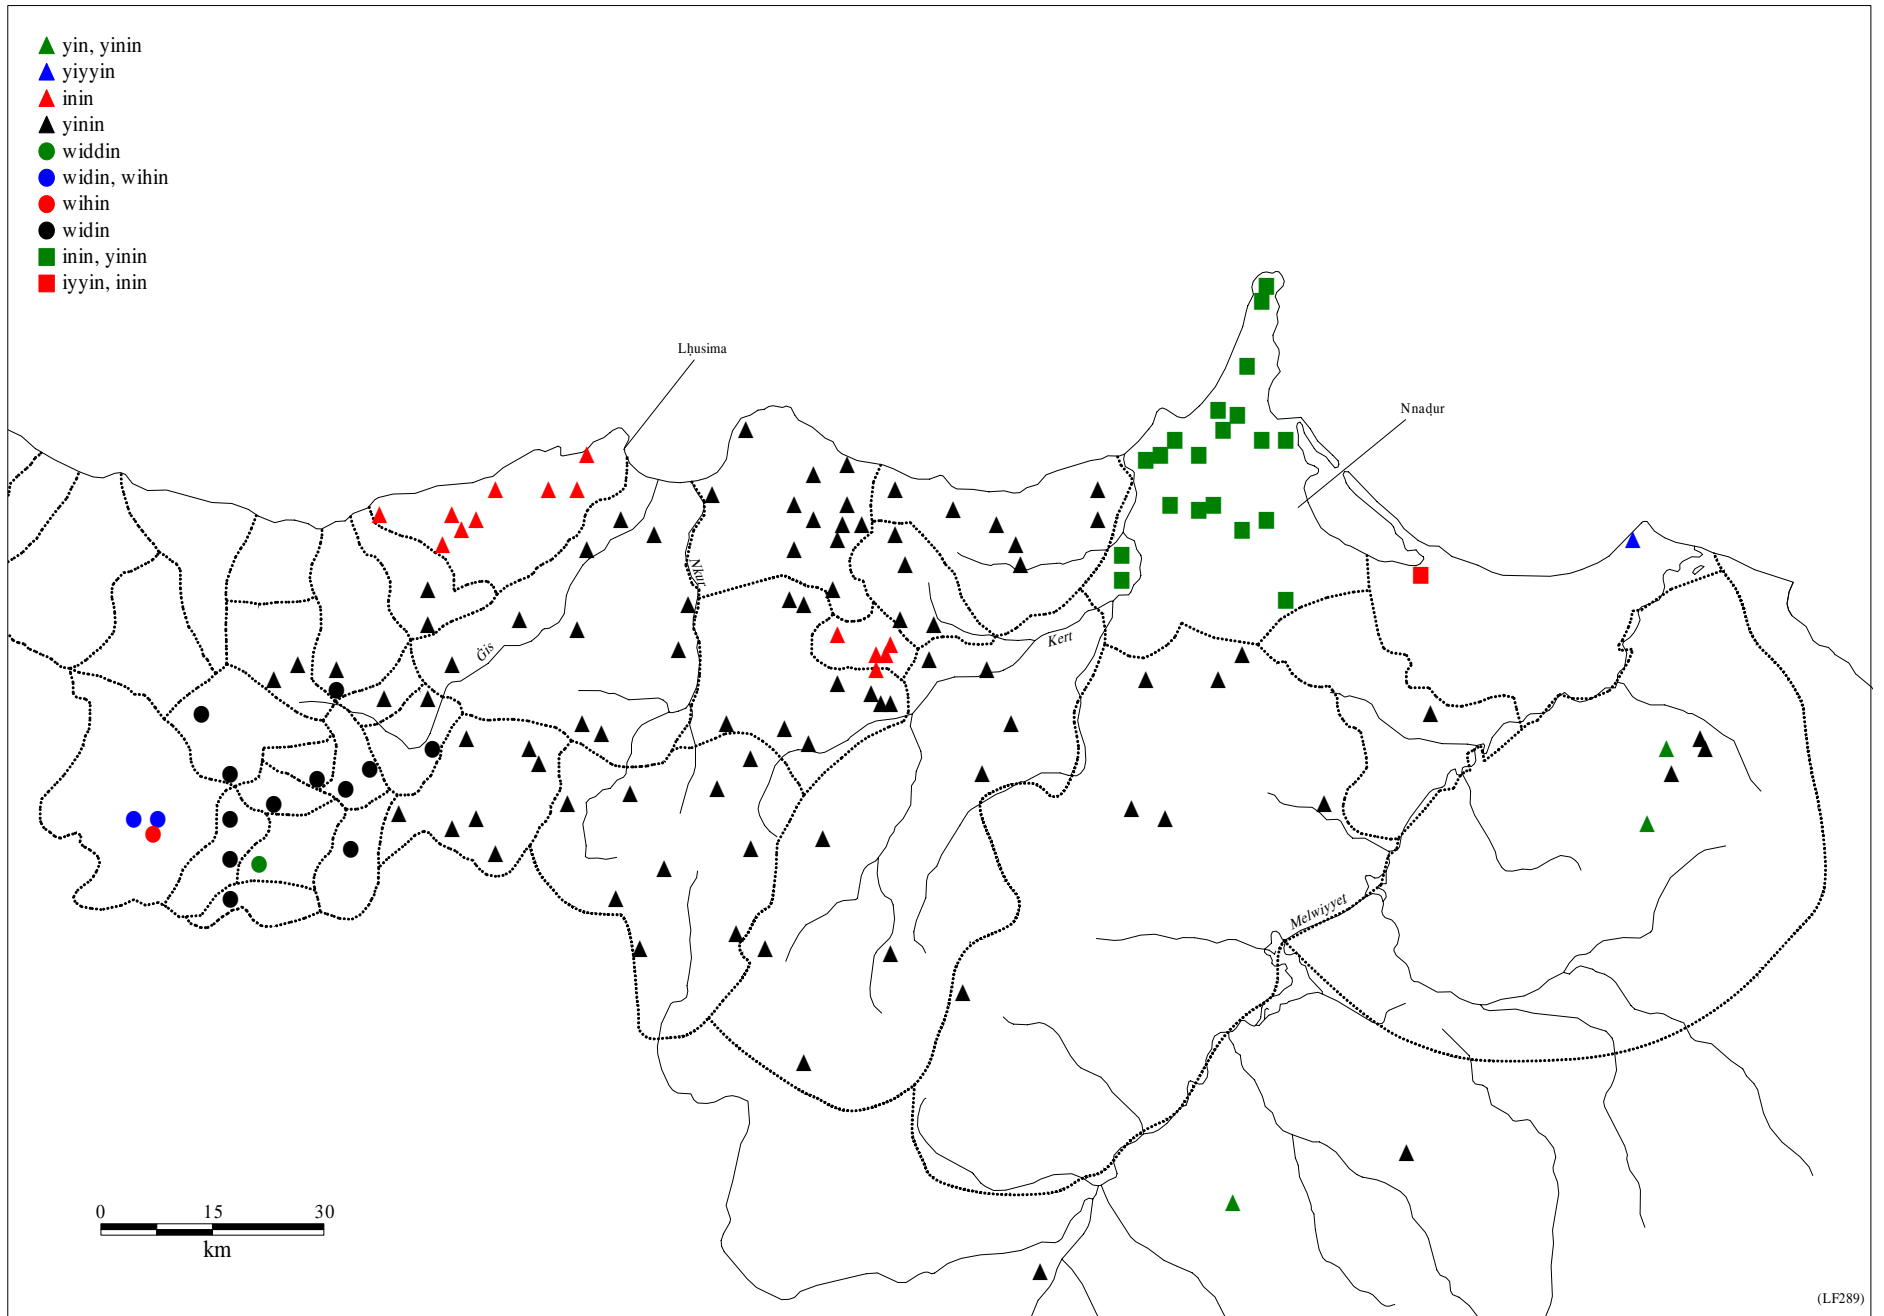 yin, yinin
yiyyin
inin
yinin
widdin
widin, wihin
wihin
widin
inin, yinin
iyyin, inin
Lḥusima
Nnaḍur
Nkur
Ġis
Kert
Melwiyyet
0 15 30
km
(LF289)